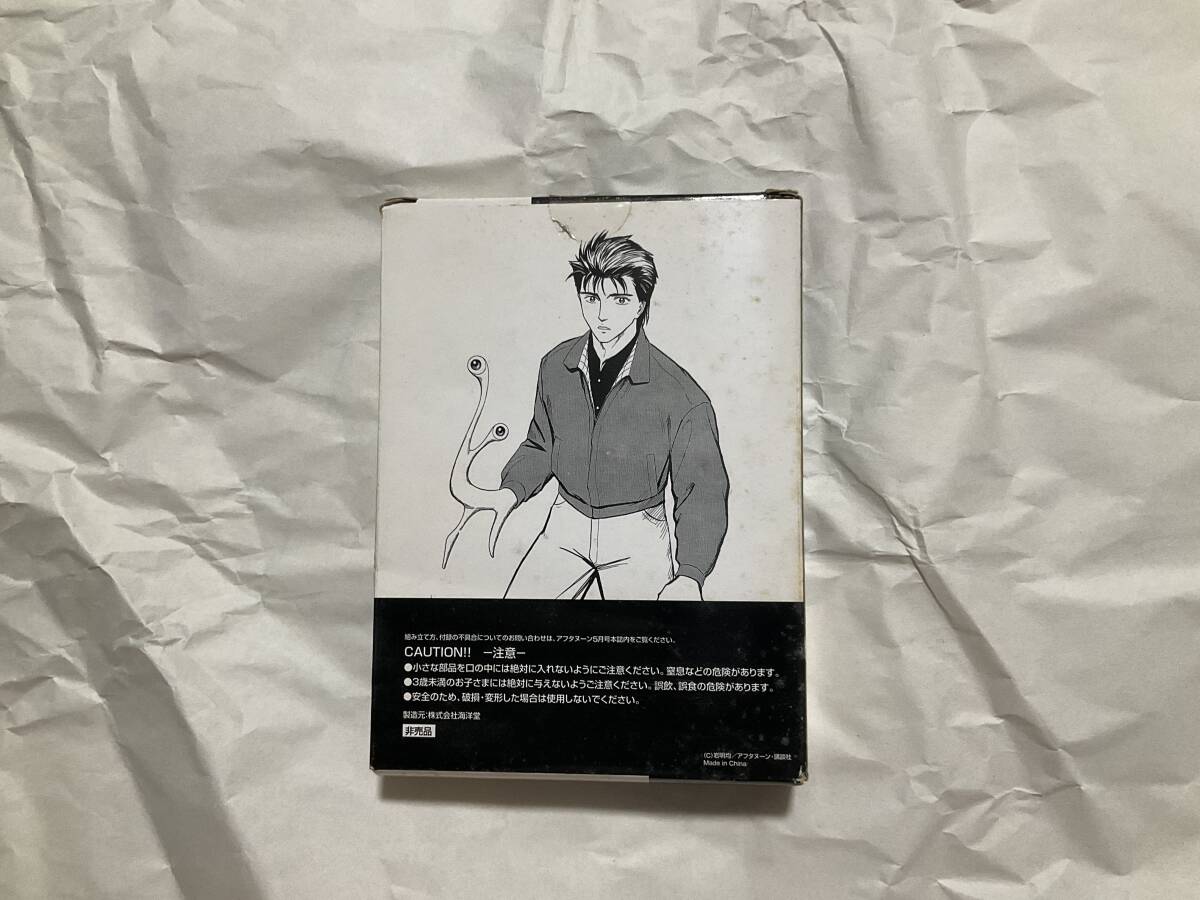 組み立て方、付録の不具合についてのお問い合わせは、アフタヌーン5月号本誌内をご覧ください。
CAUTION!! －注意－
●小さな部品を口の中には絶対に入れないようにご注意ください。窒息などの危険があります。
●3歳未満のお子さまには絶対に与えないようご注意ください。誤飲、誤食の危険があります。
●安全のため、破損・変形した場合は使用しないでください。
製造元：株式会社海洋堂
非売品
(C)岩明均／アフタヌーン・講談社
Made in China